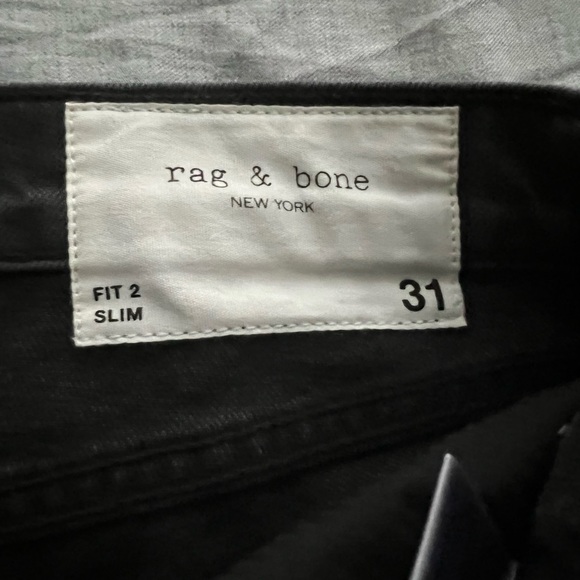 rag & bone
NEW YORK
FIT 2
SLIM
31